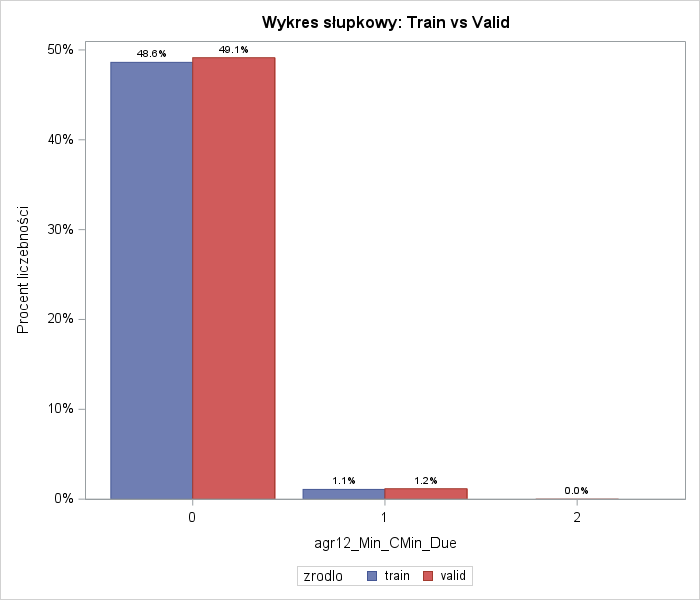 Wykres słupkowy: Train vs Valid
50%
40%
30%
20%
10%
0%
Procent liczebności
48.6%
49.1%
1.1%
1.2%
0.0%
0
1
2
agr12_Min_CMin_Due
zrodlo
train
valid